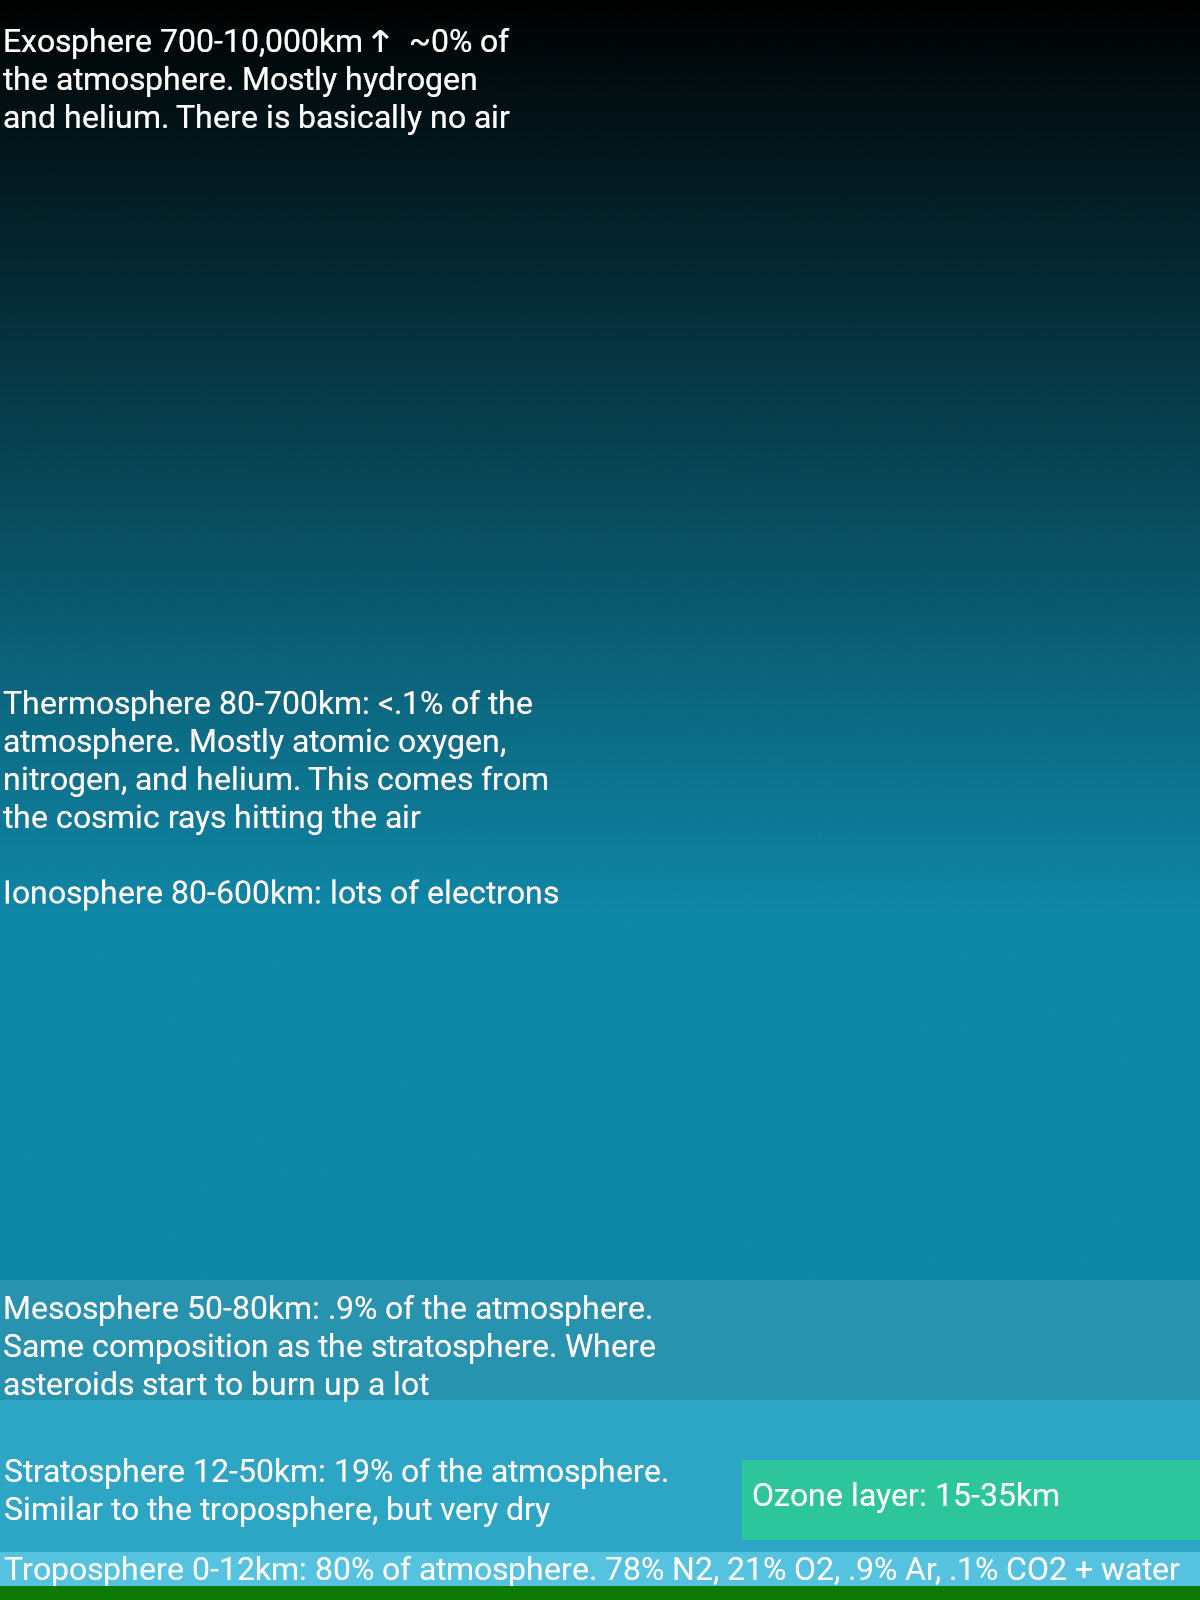 Exosphere 700-10,000km↑ ~0% of
the atmosphere. Mostly hydrogen
and helium. There is basically no air
Thermosphere 80-700km: <.1% of the
atmosphere. Mostly atomic oxygen,
nitrogen, and helium. This comes from
the cosmic rays hitting the air
Ionosphere 80-600km: lots of electrons
Mesosphere 50-80km: .9% of the atmosphere.
Same composition as the stratosphere. Where
asteroids start to burn up a lot
Stratosphere 12-50km: 19% of the atmosphere.
Similar to the troposphere, but very dry
Ozone layer: 15-35km
Troposphere 0-12km: 80% of atmosphere. 78% N2, 21% O2, .9% Ar, .1% CO2 + water